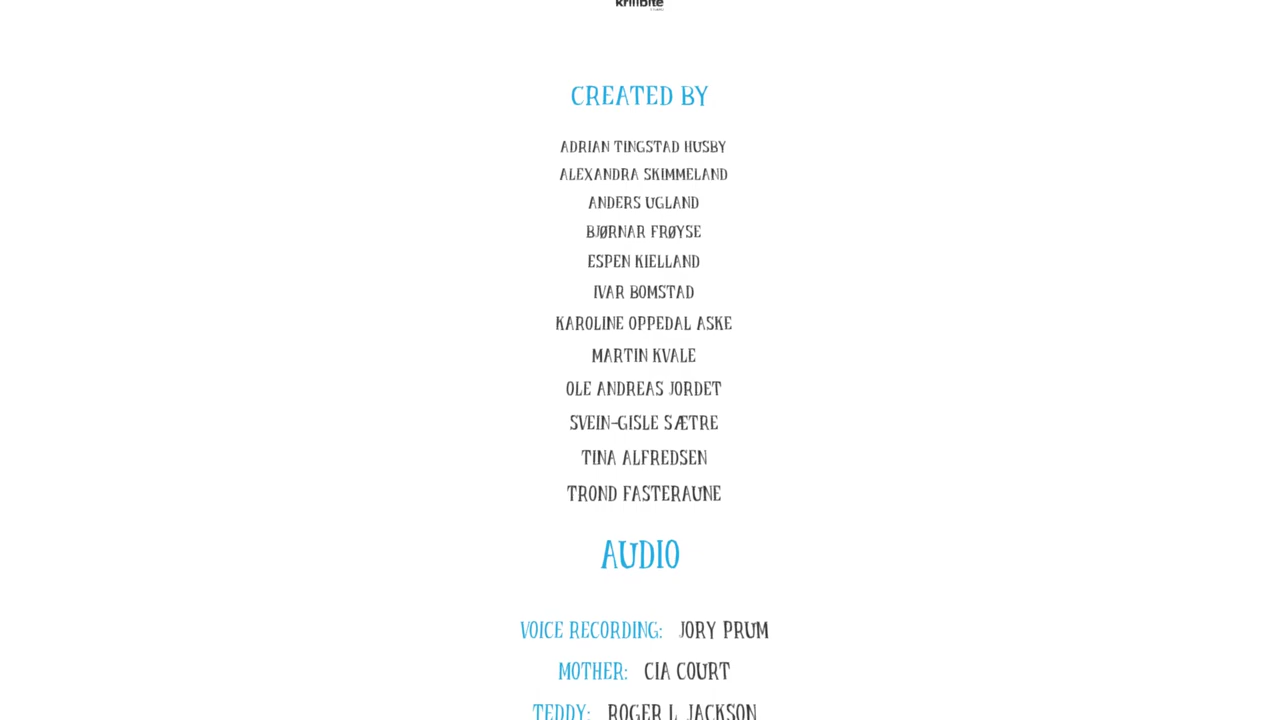 krillbite
CREATED BY
ADRIAN TINGSTAD HUSBY
ALEXANDRA SKIMMELAND
ANDERS UGLAND
BJØRNAR FRØYSE
ESPEN KIELLAND
IVAR BOMSTAD
KAROLINE OPPEDAL ASKE
MARTIN KVALE
OLE ANDREAS JORDET
SVEIN-GISLE SÆTRE
TINA ALFREDSEN
TROND FASTERAUNE
AUDIO
VOICE RECORDING: JORY PRUM
MOTHER: CIA COURT
TEDDY: ROGER L. JACKSON